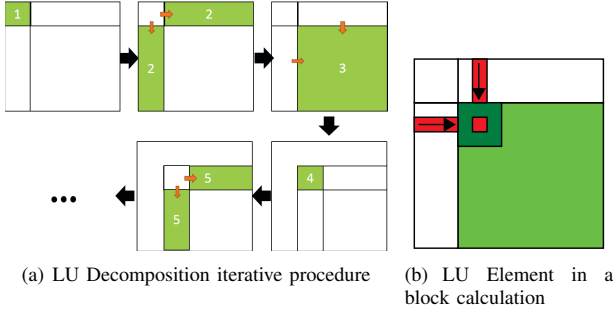 1
2
2
3
5
5
4
...
(a) LU Decomposition iterative procedure
(b) LU Element in a
block calculation